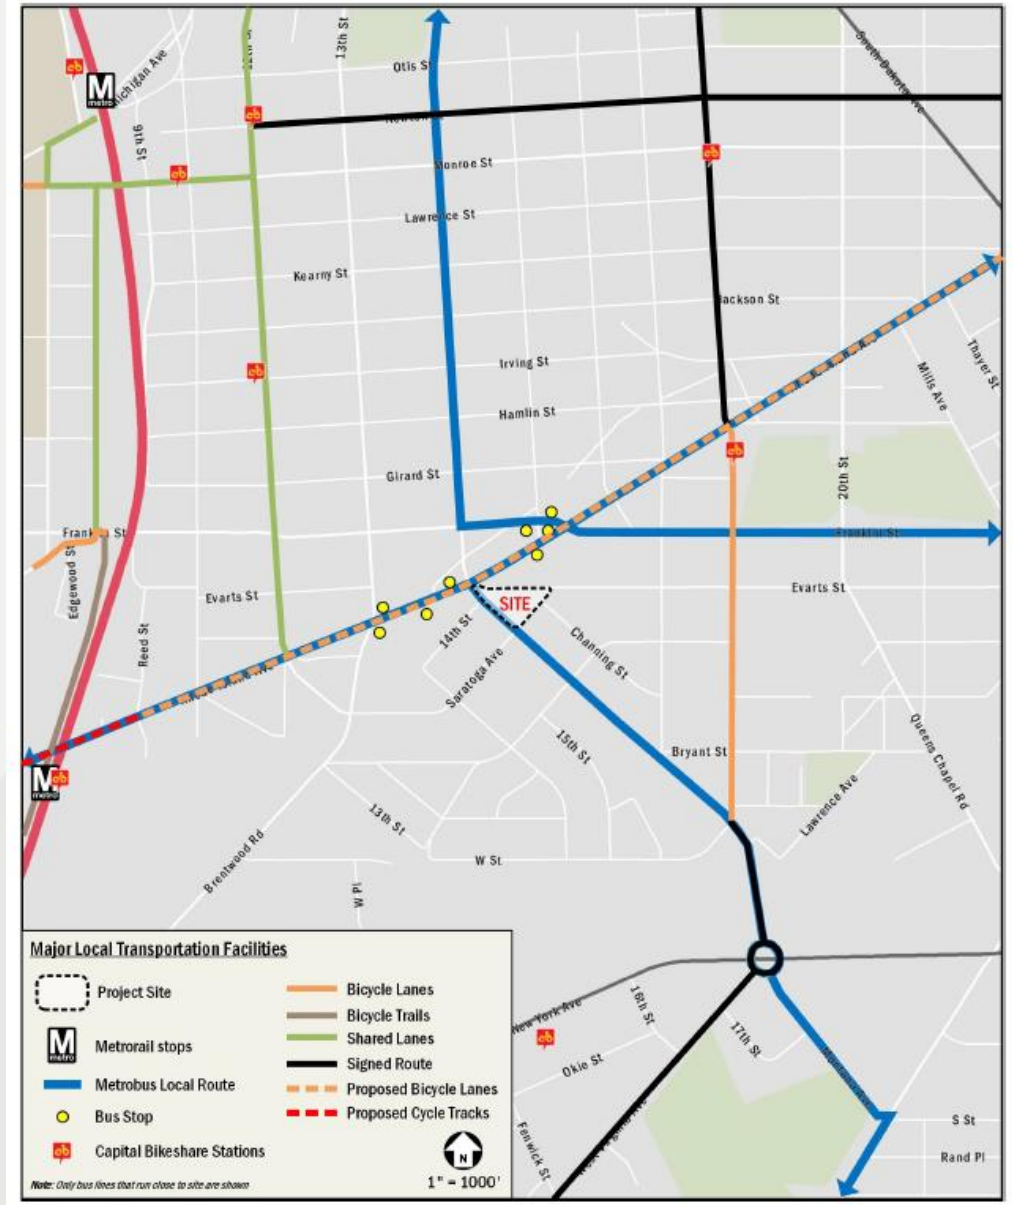 13th St
Otis St
South Dakota Ave
M
metro
Michigan Ave
9th St
Monroe St
Lawrence St
Kearny St
Jackson St
Irving St
Thayer St
Mills Ave
Hamlin St
Girard St
20th St
Franklin St
Franklin St
Edgewood St
Evarts St
Evarts St
SITE
14th St
Channing St
Reed St
Saratoga Ave
15th St
Bryant St
Queens Chapel Rd
M
metro
Lawrence Ave
13th St
Brentwood Rd
W St
W Pl
New York Ave
16th St
17th St
Okie St
Fenwick St
S St
Rand Pl
Major Local Transportation Facilities
Project Site
M
metro
Metrorail stops
Metrobus Local Route
Bus Stop
Capital Bikeshare Stations
Note: Only bus lines that run close to site are shown
Bicycle Lanes
Bicycle Trails
Shared Lanes
Signed Route
Proposed Bicycle Lanes
Proposed Cycle Tracks
N
1" = 1000'